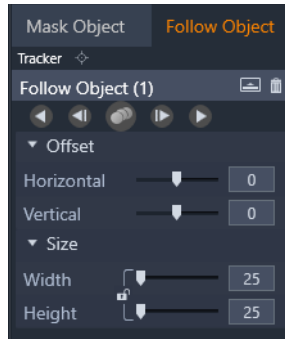 Mask Object Follow Object
Tracker
Follow Object (1)
Offset
Horizontal 0
Vertical 0
Size
Width 25
Height 25